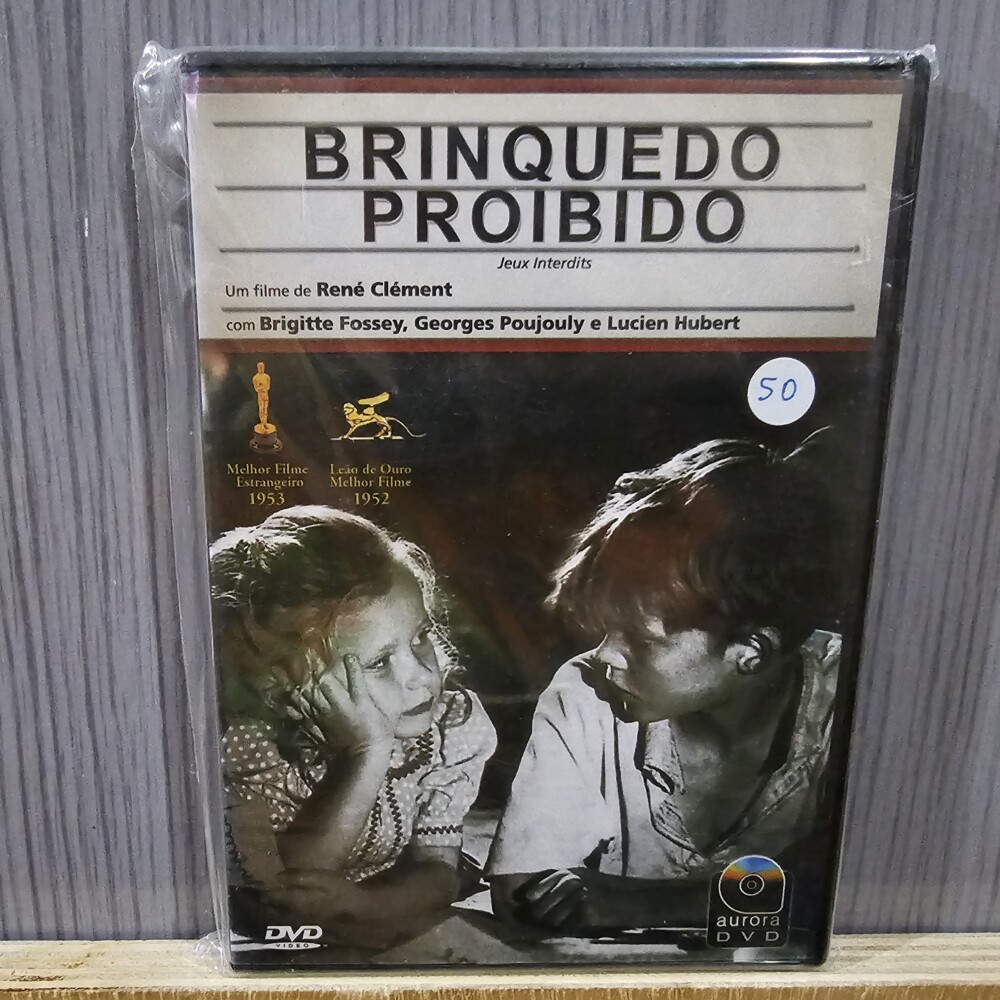 BRINQUEDO
PROIBIDO
Jeux Interdits
Um filme de René Clément
com Brigitte Fossey, Georges Poujouly e Lucien Hubert
50
Melhor Filme
Estrangeiro
1953
Leão de Ouro
Melhor Filme
1952
DVD
VIDEO
aurora
DVD